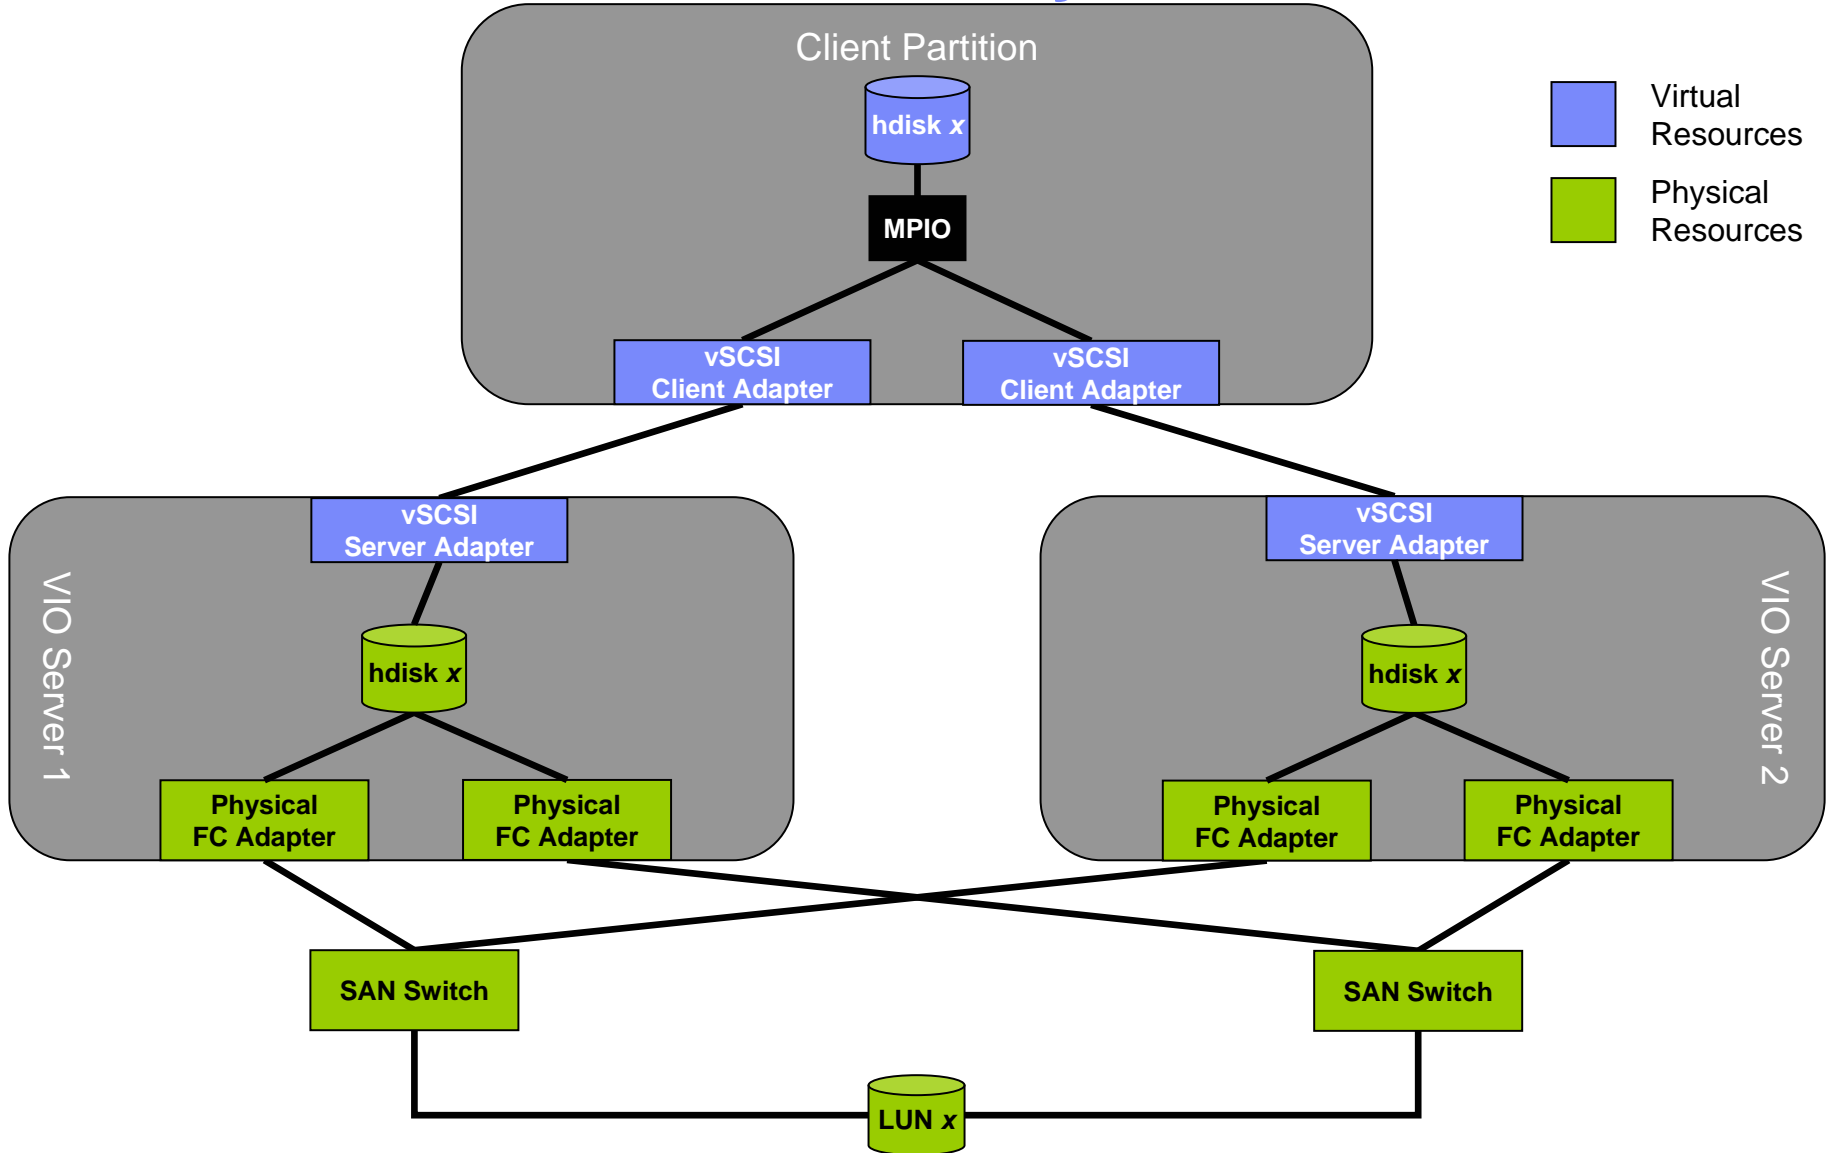 Client Partition
hdisk x
MPIO
vSCSI
Client Adapter
vSCSI
Client Adapter
Virtual
Resources
Physical
Resources
VIO Server 1
vSCSI
Server Adapter
hdisk x
Physical
FC Adapter
Physical
FC Adapter
vSCSI
Server Adapter
hdisk x
Physical
FC Adapter
Physical
FC Adapter
VIO Server 2
SAN Switch
SAN Switch
LUN x